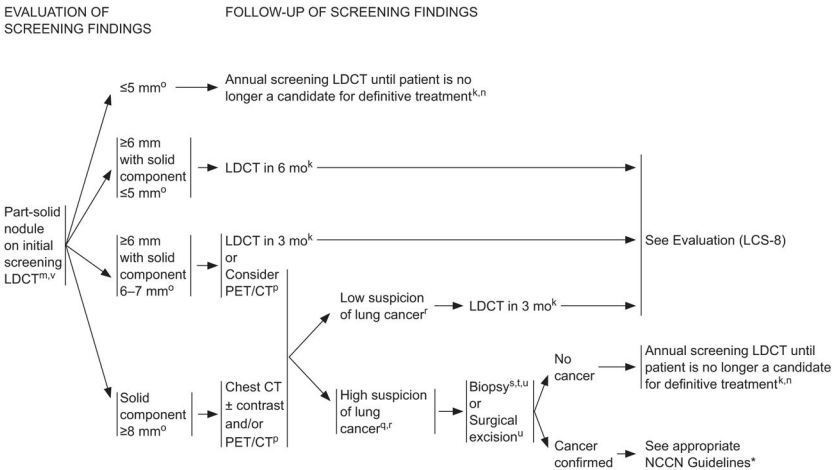 EVALUATION OF
SCREENING FINDINGS
FOLLOW-UP OF SCREENING FINDINGS
Part-solid
nodule
on initial
screening
LDCTm,v
≤5 mmo
Annual screening LDCT until patient is no
longer a candidate for definitive treatmentk,n
≥6 mm
with solid
component
≤5 mmo
LDCT in 6 mok
≥6 mm
with solid
component
6–7 mmo
LDCT in 3 mok
or
Consider
PET/CTp
See Evaluation (LCS-8)
Low suspicion
of lung cancerr
LDCT in 3 mok
Solid
component
≥8 mmo
Chest CT
± contrast
and/or
PET/CTp
High suspicion
of lung
cancerq,r
Biopsys,t,u
or
Surgical
excisionu
No
cancer
Annual screening LDCT until
patient is no longer a candidate
for definitive treatmentk,n
Cancer
confirmed
See appropriate
NCCN Guidelines*